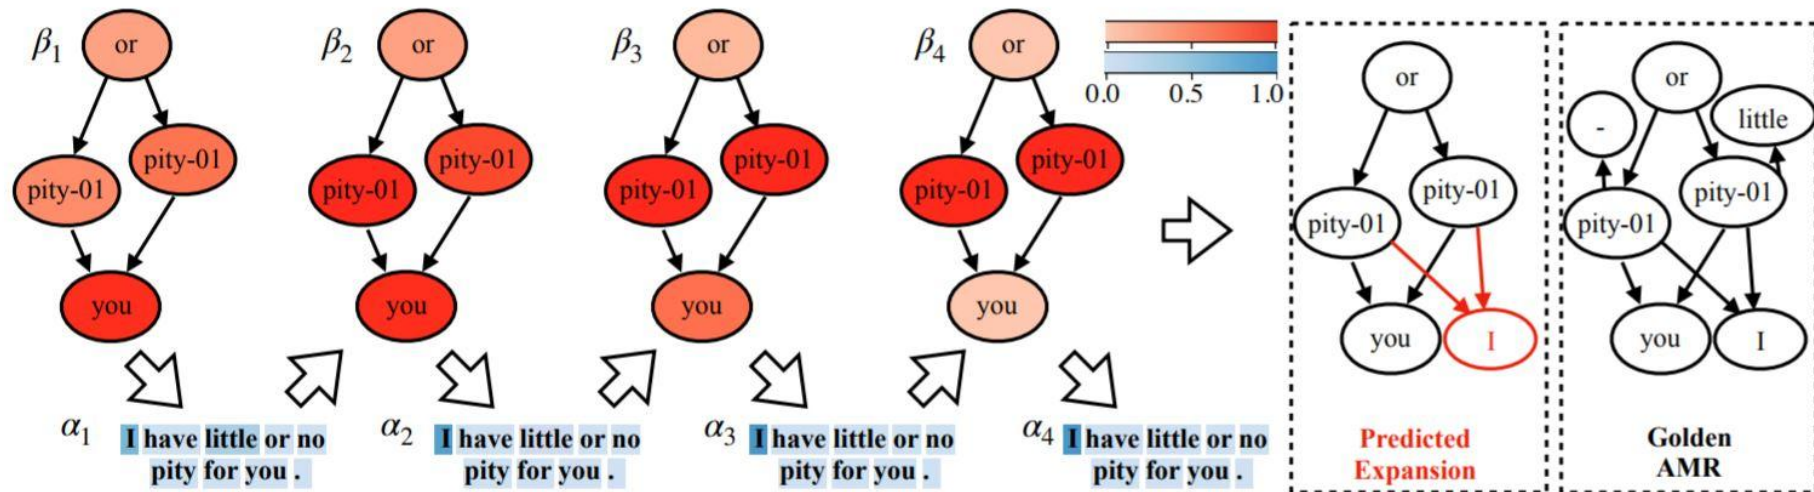 β1
or
pity-01
pity-01
you
α1
I have little or no
pity for you .
β2
or
pity-01
pity-01
you
α2
I have little or no
pity for you .
β3
or
pity-01
pity-01
you
α3
I have little or no
pity for you .
β4
or
pity-01
pity-01
you
α4
I have little or no
pity for you .
0.0 0.5 1.0
or
pity-01
pity-01
you
I
Predicted
Expansion
or
-
little
pity-01
pity-01
you
I
Golden
AMR